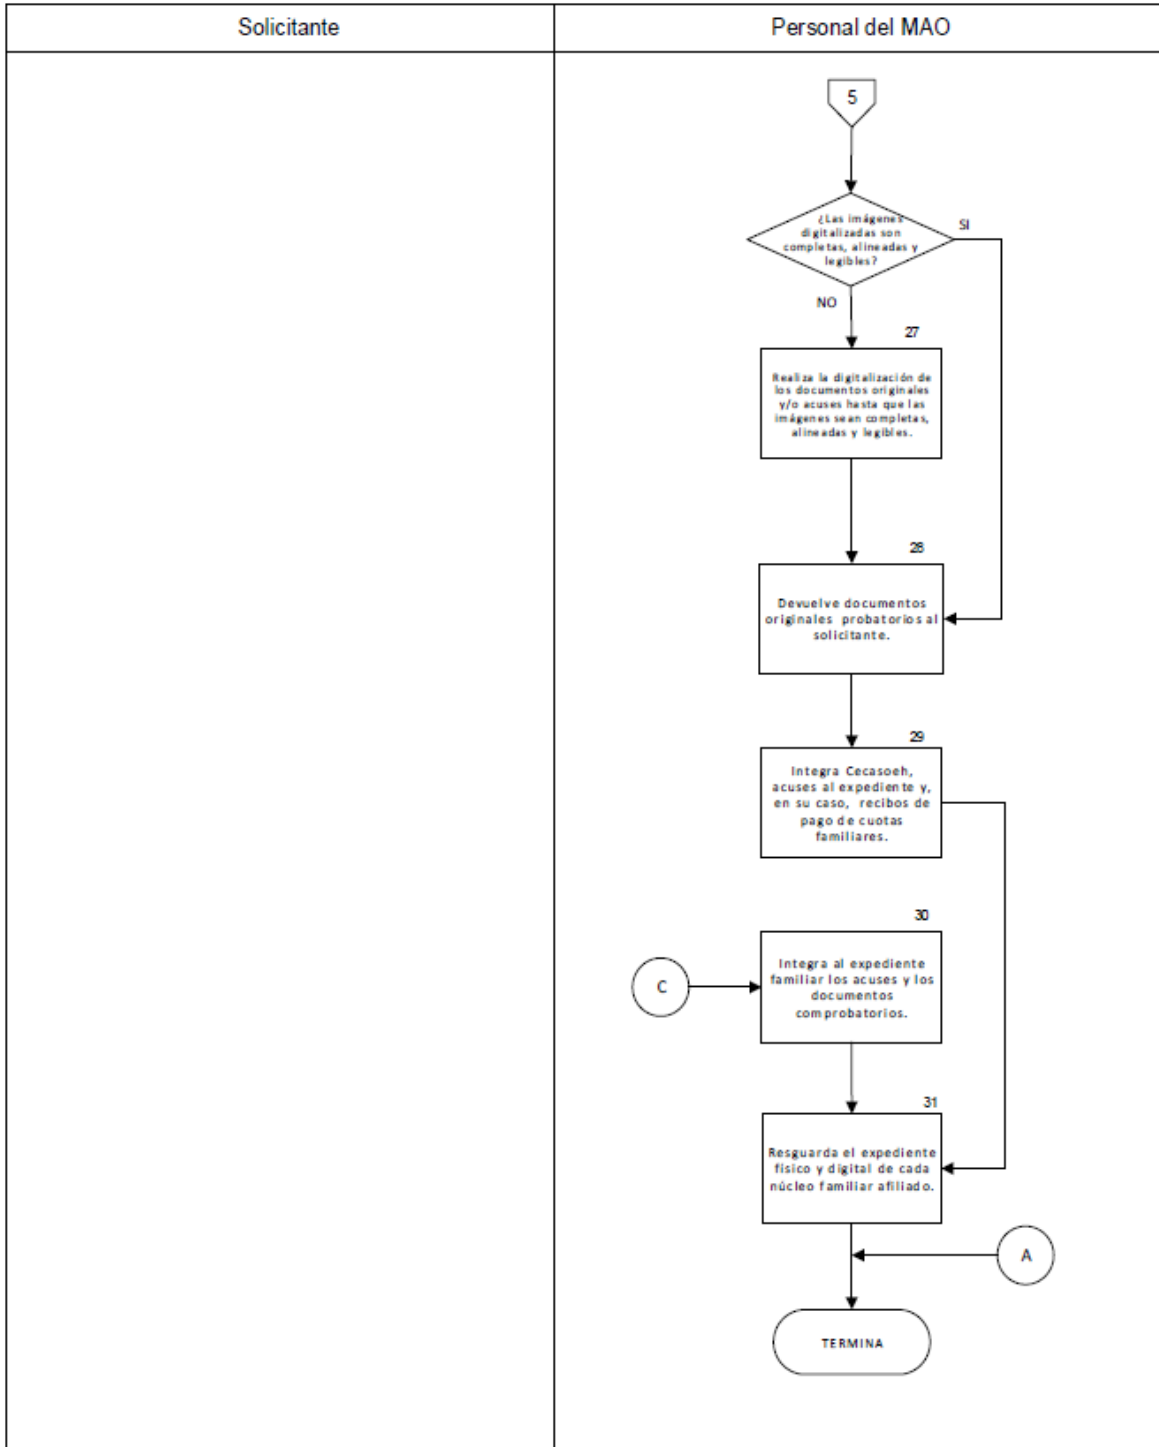 Solicitante
Personal del MAO
5
¿Las imágenes
digitalizadas son
completas, alineadas y
legibles?
SI
NO
27
Realiza la digitalización de
los documentos originales
y/o acuses hasta que las
imágenes sean completas,
alineadas y legibles.
28
Devuelve documentos
originales probatorios al
solicitante.
29
Integra Cecasoeh,
acuses al expediente y,
en su caso, recibos de
pago de cuotas
familiares.
30
C
Integra al expediente
familiar los acuses y los
documentos
comprobatorios.
31
Resguarda el expediente
físico y digital de cada
núcleo familiar afiliado.
A
TERMINA